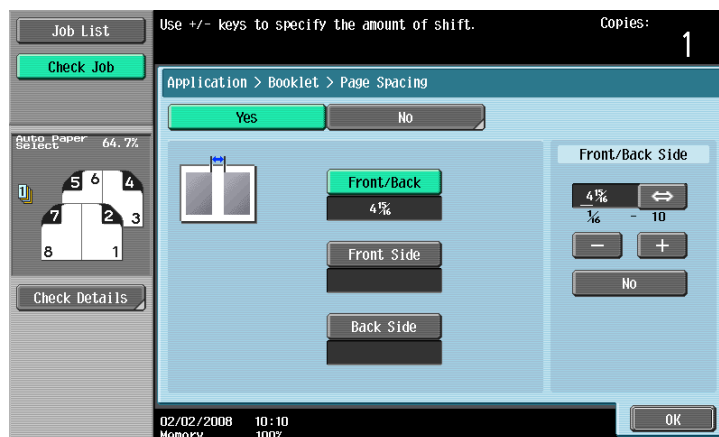 Job List
Use +/- keys to specify the amount of shift.
Copies:
1
Check Job
Application > Booklet > Page Spacing
Yes
No
Auto Paper
Select
64.7%
Front/Back Side
1
5 6 4
7 2 3
8 1
Front/Back
4 15/16
4 15/16
1/16 - 10
Front Side
− +
No
Check Details
Back Side
02/02/2008 10:10
Memory 100%
OK